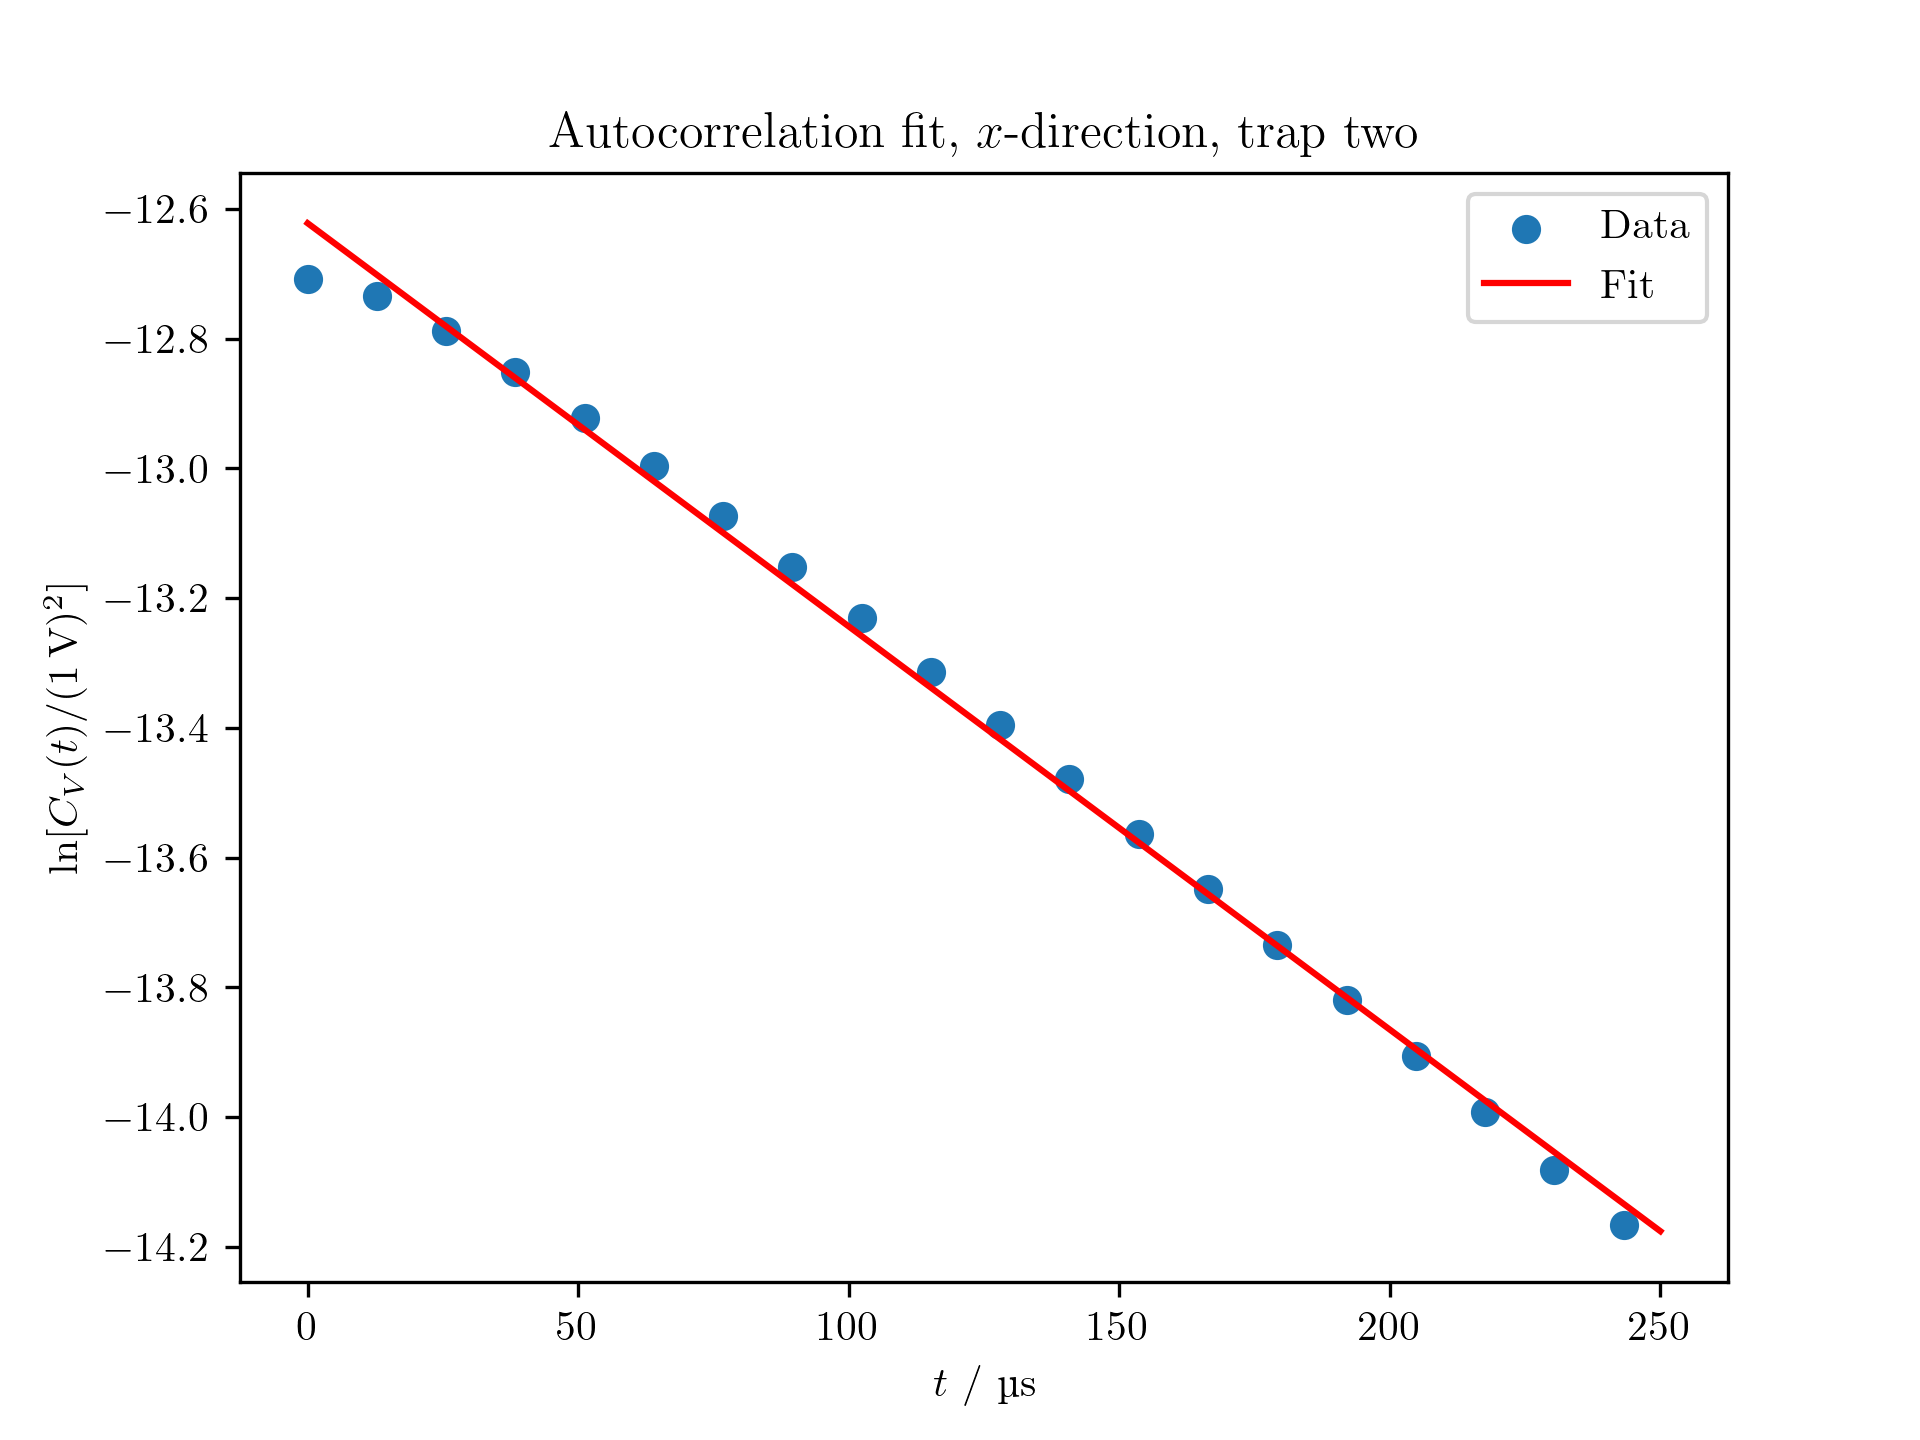 Autocorrelation fit, x-direction, trap two
Data
Fit
−12.6
−12.8
−13.0
−13.2
−13.4
−13.6
−13.8
−14.0
−14.2
ln[C_V(t)/(1 V)²]
0 50 100 150 200 250
t / µs